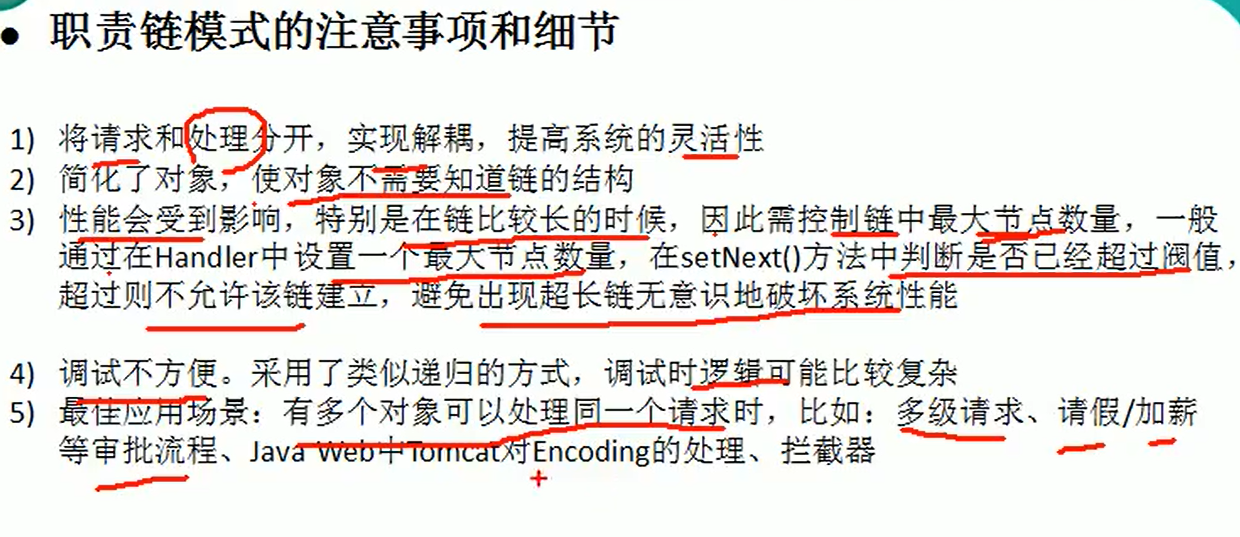 ● 职责链模式的注意事项和细节
1) 将请求和处理分开，实现解耦，提高系统的灵活性
2) 简化了对象，使对象不需要知道链的结构
3) 性能会受到影响，特别是在链比较长的时候，因此需控制链中最大节点数量，一般
通过在Handler中设置一个最大节点数量，在setNext()方法中判断是否已经超过阀值，
超过则不允许该链建立，避免出现超长链无意识地破坏系统性能
4) 调试不方便。采用了类似递归的方式，调试时逻辑可能比较复杂
5) 最佳应用场景：有多个对象可以处理同一个请求时，比如：多级请求、请假/加薪
等审批流程、Java Web中Tomcat对Encoding的处理、拦截器